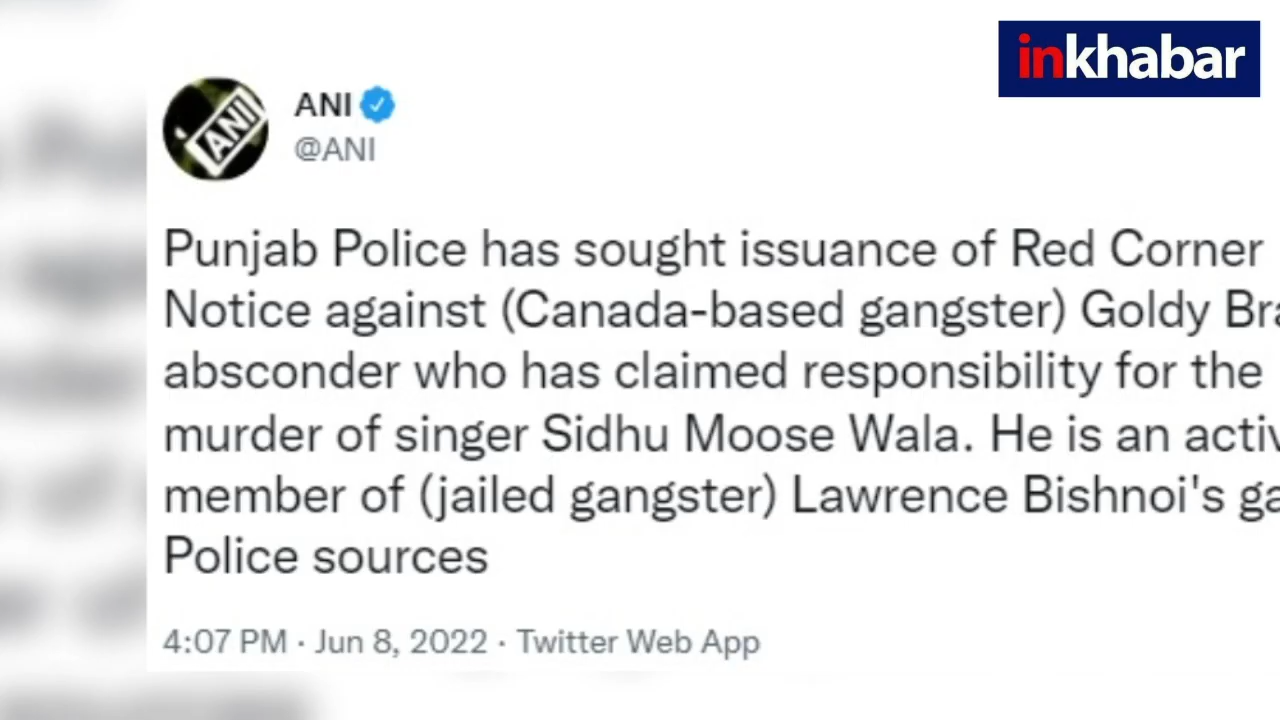 inkhabar
ANI
ANI
@ANI
Punjab Police has sought issuance of Red Corner
Notice against (Canada-based gangster) Goldy
absconder who has claimed responsibility for the
murder of singer Sidhu Moose Wala. He is an
member of (jailed gangster) Lawrence Bishnoi's
Police sources
4:07 PM · Jun 8, 2022 · Twitter Web App